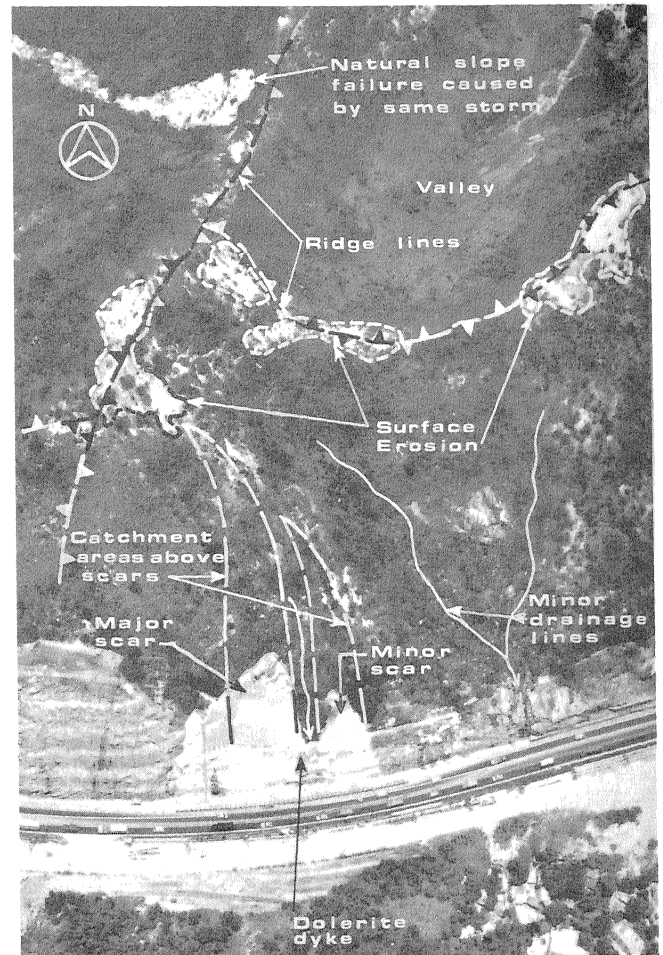 Natural slope
failure caused
by same storm
N
Valley
Ridge lines
Surface
Erosion
Catchment
areas above
scars
Major
scar
Minor
scar
Minor
drainage
lines
Dolerite
dyke